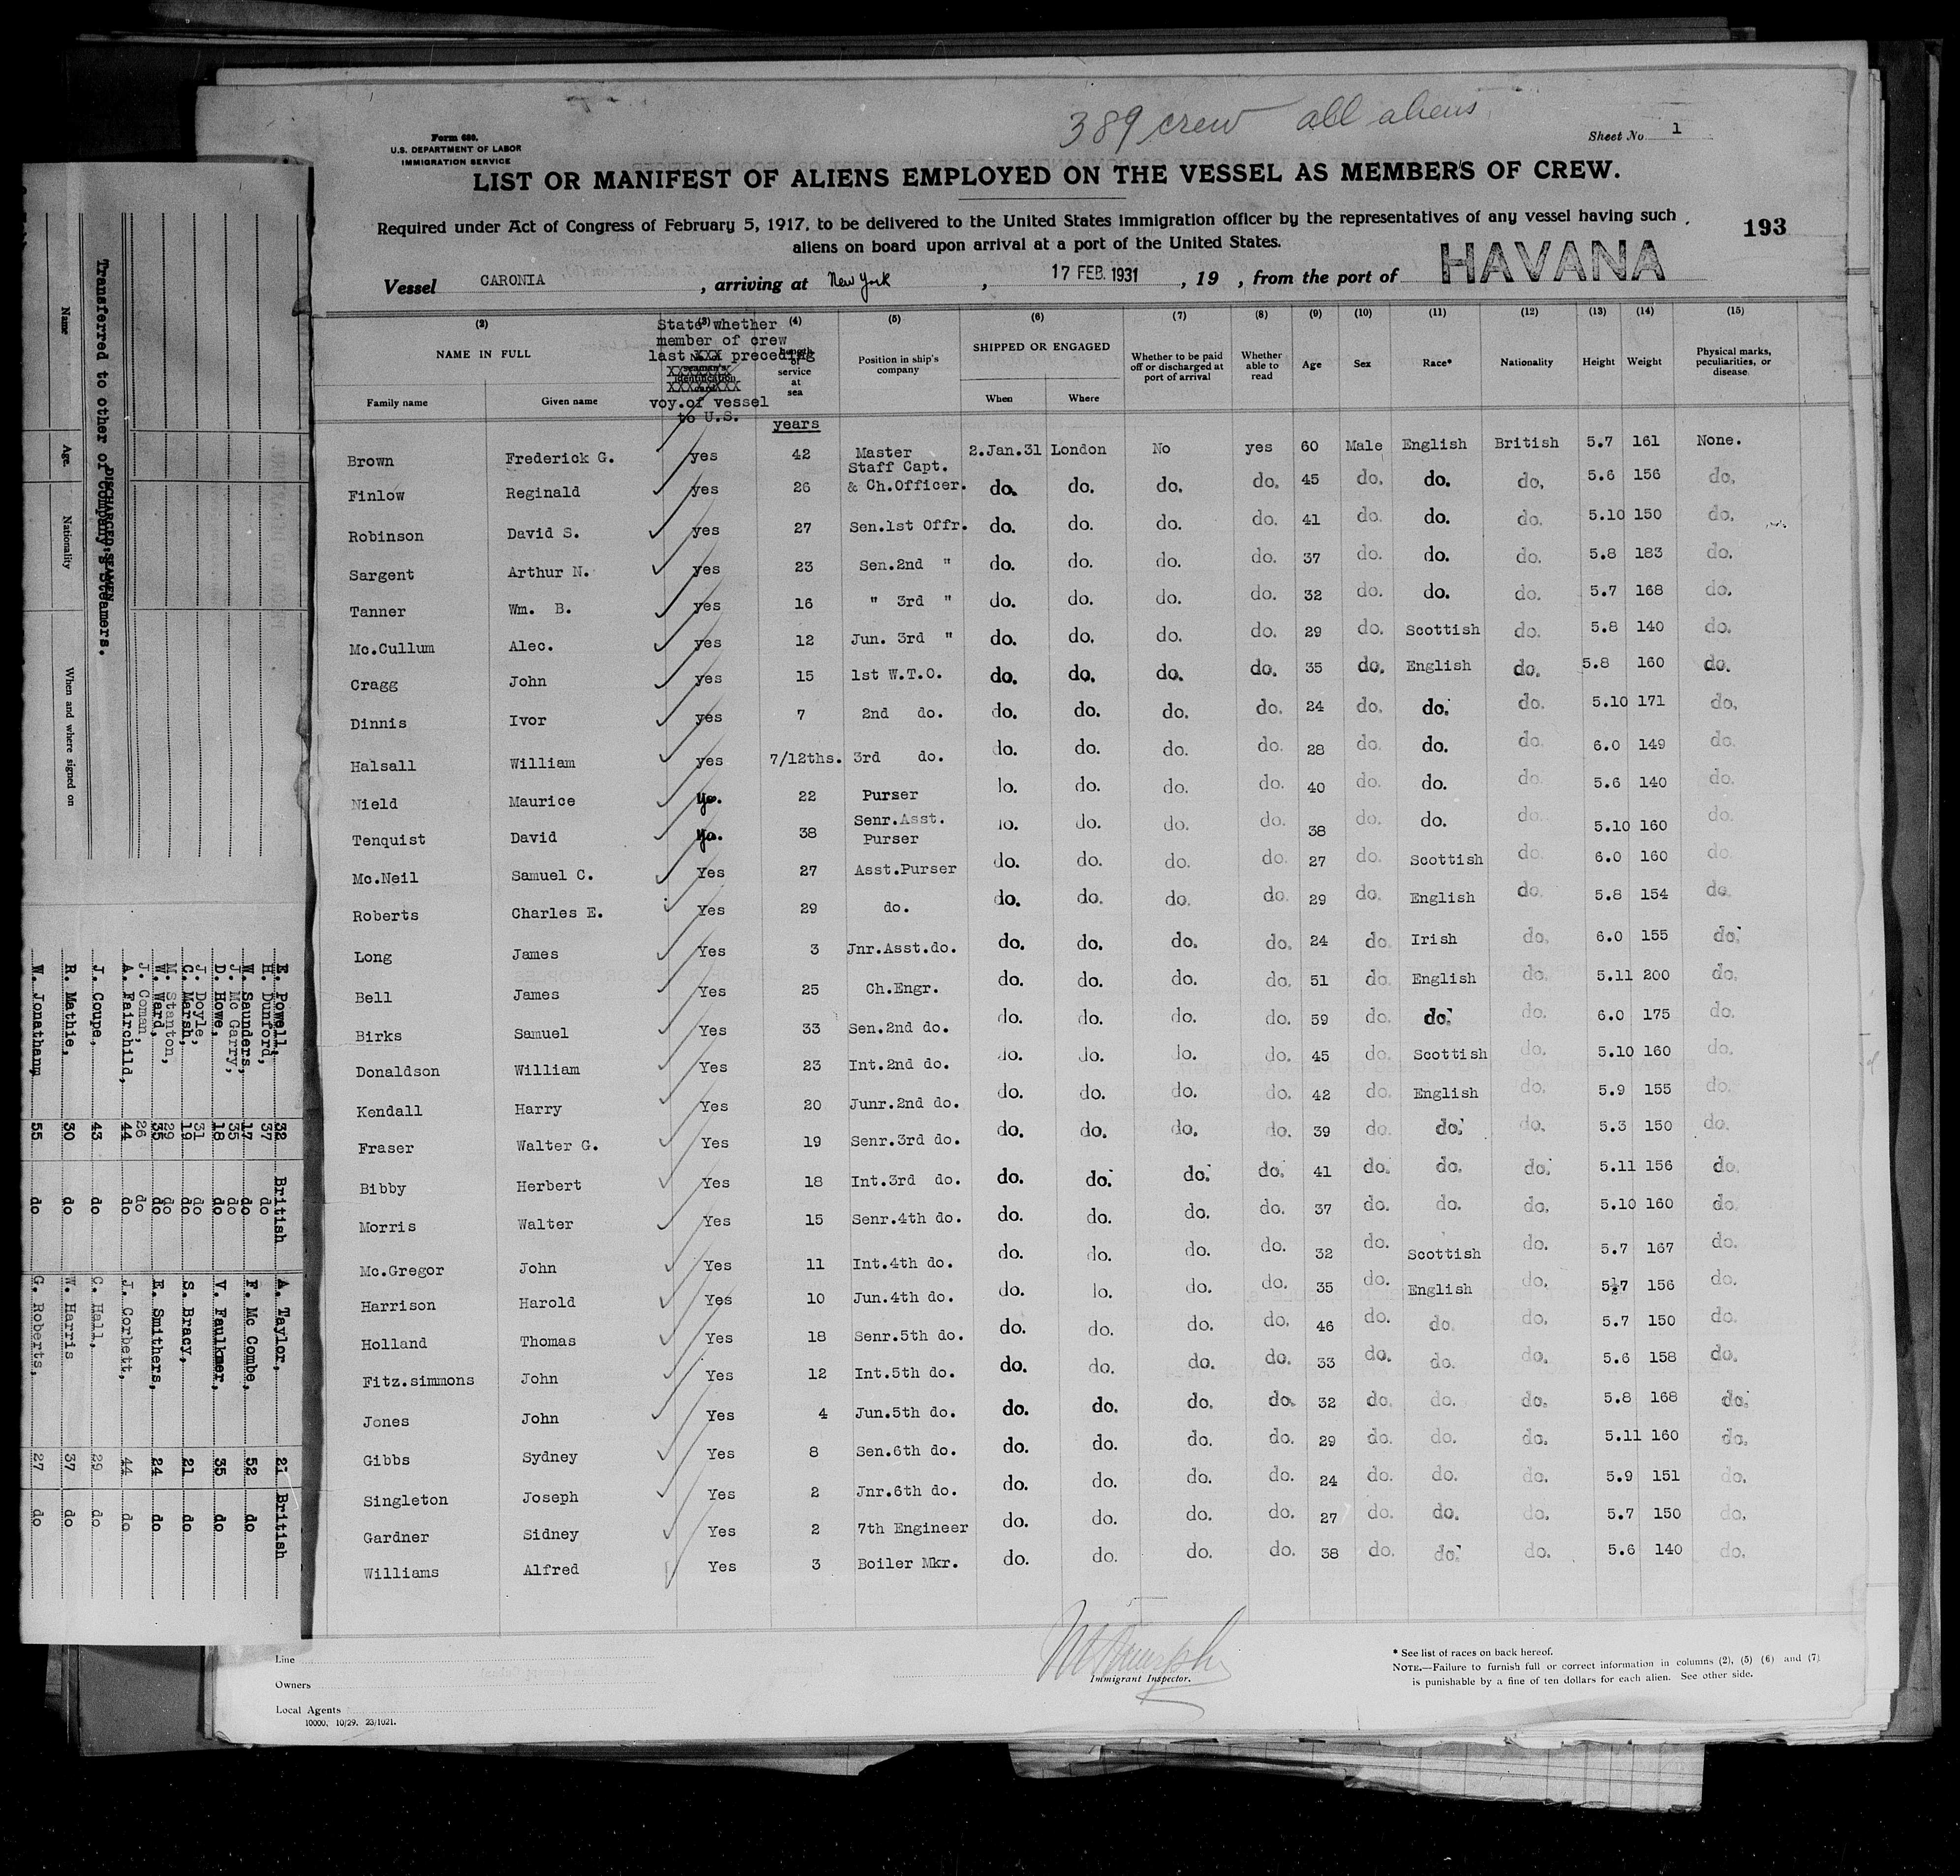 389 crew all aliens
Form 680.
U.S. DEPARTMENT OF LABOR
IMMIGRATION SERVICE
Sheet No. 1
LIST OR MANIFEST OF ALIENS EMPLOYED ON THE VESSEL AS MEMBERS OF CREW.
Required under Act of Congress of February 5, 1917, to be delivered to the United States immigration officer by the representatives of any vessel having such
aliens on board upon arrival at a port of the United States.
193
Vessel CARONIA, arriving at New York, 17 FEB. 1931, 19 , from the port of HAVANA
(2) (3) (4) (5) (6) (7) (8) (9) (10) (11) (12) (13) (14) (15)
NAME IN FULL
Family name Given name
State whether
member of crew
last XXX preceding
voy.of vessel
to U.S.
Length of service at sea
years
Position in ship's company
SHIPPED OR ENGAGED
When Where
Whether to be paid off or discharged at port of arrival
Whether able to read
Age Sex Race* Nationality Height Weight
Physical marks, peculiarities, or disease
Brown Frederick G. yes 42 Master 2.Jan.31 London No yes 60 Male English British 5.7 161 None.
Finlow Reginald yes 26 Staff Capt. & Ch.Officer. do. do. do. do. 45 do. do. do. 5.6 156 do.
Robinson David S. yes 27 Sen.1st Offr. do. do. do. do. 41 do. do. do. 5.10 150 do.
Sargent Arthur N. yes 23 Sen.2nd " do. do. do. do. 37 do. do. do. 5.8 183 do.
Tanner Wm. B. yes 16 " 3rd " do. do. do. do. 32 do. do. do. 5.7 168 do.
Mc.Cullum Alec. yes 12 Jun. 3rd " do. do. do. do. 29 do. Scottish do. 5.8 140 do.
Cragg John yes 15 1st W.T.O. do. do. do. do. 35 do. English do. 5.8 160 do.
Dinnis Ivor yes 7 2nd do. do. do. do. do. 24 do. do. do. 5.10 171 do.
Halsall William yes 7/12ths. 3rd do. do. do. do. do. 28 do. do. do. 6.0 149 do.
Nield Maurice 22 Purser do. do. do. do. 40 do. do. do. 5.6 140 do.
Tenquist David 38 Senr.Asst. Purser do. do. do. do. 38 do. do. do. 5.10 160 do.
Mc.Neil Samuel C. Yes 27 Asst.Purser do. do. do. do. 27 do. Scottish do. 6.0 160 do.
Roberts Charles E. Yes 29 do. do. do. do. do. 29 do. English do. 5.8 154 do.
Long James Yes 3 Jnr.Asst.do. do. do. do. do. 24 do. Irish do. 6.0 155 do.
Bell James Yes 25 Ch.Engr. do. do. do. do. 51 do. English do. 5.11 200 do.
Birks Samuel Yes 33 Sen.2nd do. do. do. do. do. 59 do. do. do. 6.0 175 do.
Donaldson William Yes 23 Int.2nd do. do. do. do. do. 45 do. Scottish do. 5.10 160 do.
Kendall Harry Yes 20 Junr.2nd do. do. do. do. do. 42 do. English do. 5.9 155 do.
Fraser Walter G. Yes 19 Senr.3rd do. do. do. do. do. 39 do. do. do. 5.3 150 do.
Bibby Herbert Yes 18 Int.3rd do. do. do. do. do. 41 do. do. do. 5.11 156 do.
Morris Walter Yes 15 Senr.4th do. do. do. do. do. 37 do. do. do. 5.10 160 do.
Mc.Gregor John Yes 11 Int.4th do. do. do. do. do. 32 do. Scottish do. 5.7 167 do.
Harrison Harold Yes 10 Jun.4th do. do. do. do. do. 35 do. English do. 5½7 156 do.
Holland Thomas Yes 18 Senr.5th do. do. do. do. do. 46 do. do. do. 5.7 150 do.
Fitz.simmons John Yes 12 Int.5th do. do. do. do. do. 33 do. do. do. 5.6 158 do.
Jones John Yes 4 Jun.5th do. do. do. do. do. 32 do. do. do. 5.8 168 do.
Gibbs Sydney Yes 8 Sen.6th do. do. do. do. do. 29 do. do. do. 5.11 160 do.
Singleton Joseph Yes 2 Jnr.6th do. do. do. do. do. 24 do. do. do. 5.9 151 do.
Gardner Sidney Yes 2 7th Engineer do. do. do. do. 27 do. do. do. 5.7 150 do.
Williams Alfred Yes 3 Boiler Mkr. do. do. do. do. 38 do. do. do. 5.6 140 do.
Line
Owners
Local Agents
10000, 10/29. 23/1021.
Immigrant Inspector.
* See list of races on back hereof.
NOTE.—Failure to furnish full or correct information in columns (2), (5) (6) and (7)
is punishable by a fine of ten dollars for each alien. See other side.
DISCHARGED SEAMEN
Transferred to other of Company's Steamers.
Name Age. Nationality When and where signed on
E. Powell, 32 British
H. Dunford, 37 do
W. Saunders, 17 do
J. Mc Garry, 35 do
D. Howe, 18 do
J. Doyle, 31 do
C. Marsh, 19 do
M. Stanton, 29 do
W. Ward, 35 do
J. Coman, 26 do
A. Fairchild, 44 do
J. Coupe, 43 do
R. Mathie, 30 do
W. Jonathan, 55 do
A. Taylor, 21 British
F. Mc Combe, 52 do
V. Faulkner, 35 do
S. Bracy, 21 do
E. Smithers, 24 do
J. Corbett, 44 do
C. Hall, 29 do
W. Harris 37 do
G. Roberts, 27 do